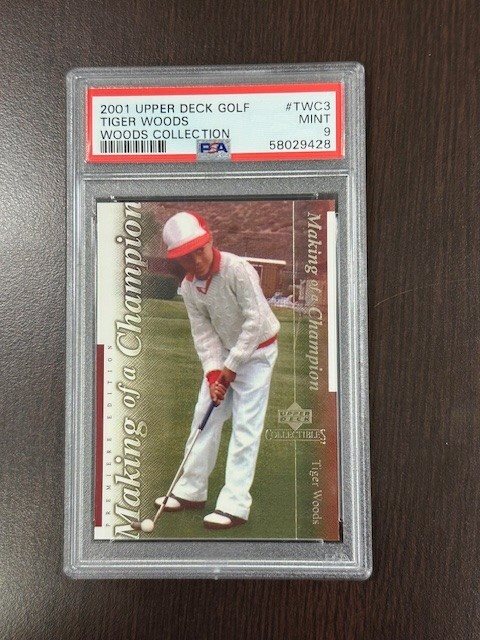 2001 UPPER DECK GOLF #TWC3
TIGER WOODS MINT
WOODS COLLECTION 9
PSA 58029428
Making of a Champion
PREMIERE EDITION
Making of a Champion
UPPER DECK
COLLECTIBLES
Tiger Woods